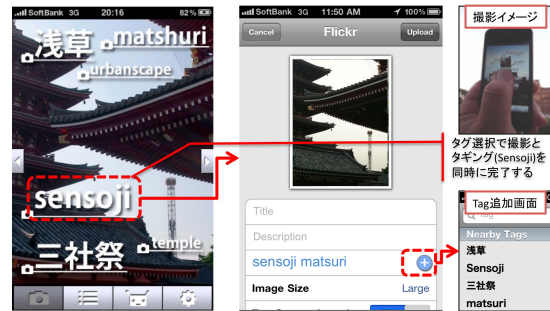 SoftBank 3G 20:16 82%
浅草 matshuri
urbanscape
sensoji
三社祭 temple
SoftBank 3G 11:50 AM 100%
Cancel Flickr Upload
Title
Description
sensoji matsuri
Image Size Large
撮影イメージ
タグ選択で撮影と
タギング(Sensoji)を
同時に完了する
Tag追加画面
tag
Nearby Tags
浅草
Sensoji
三社祭
matsuri